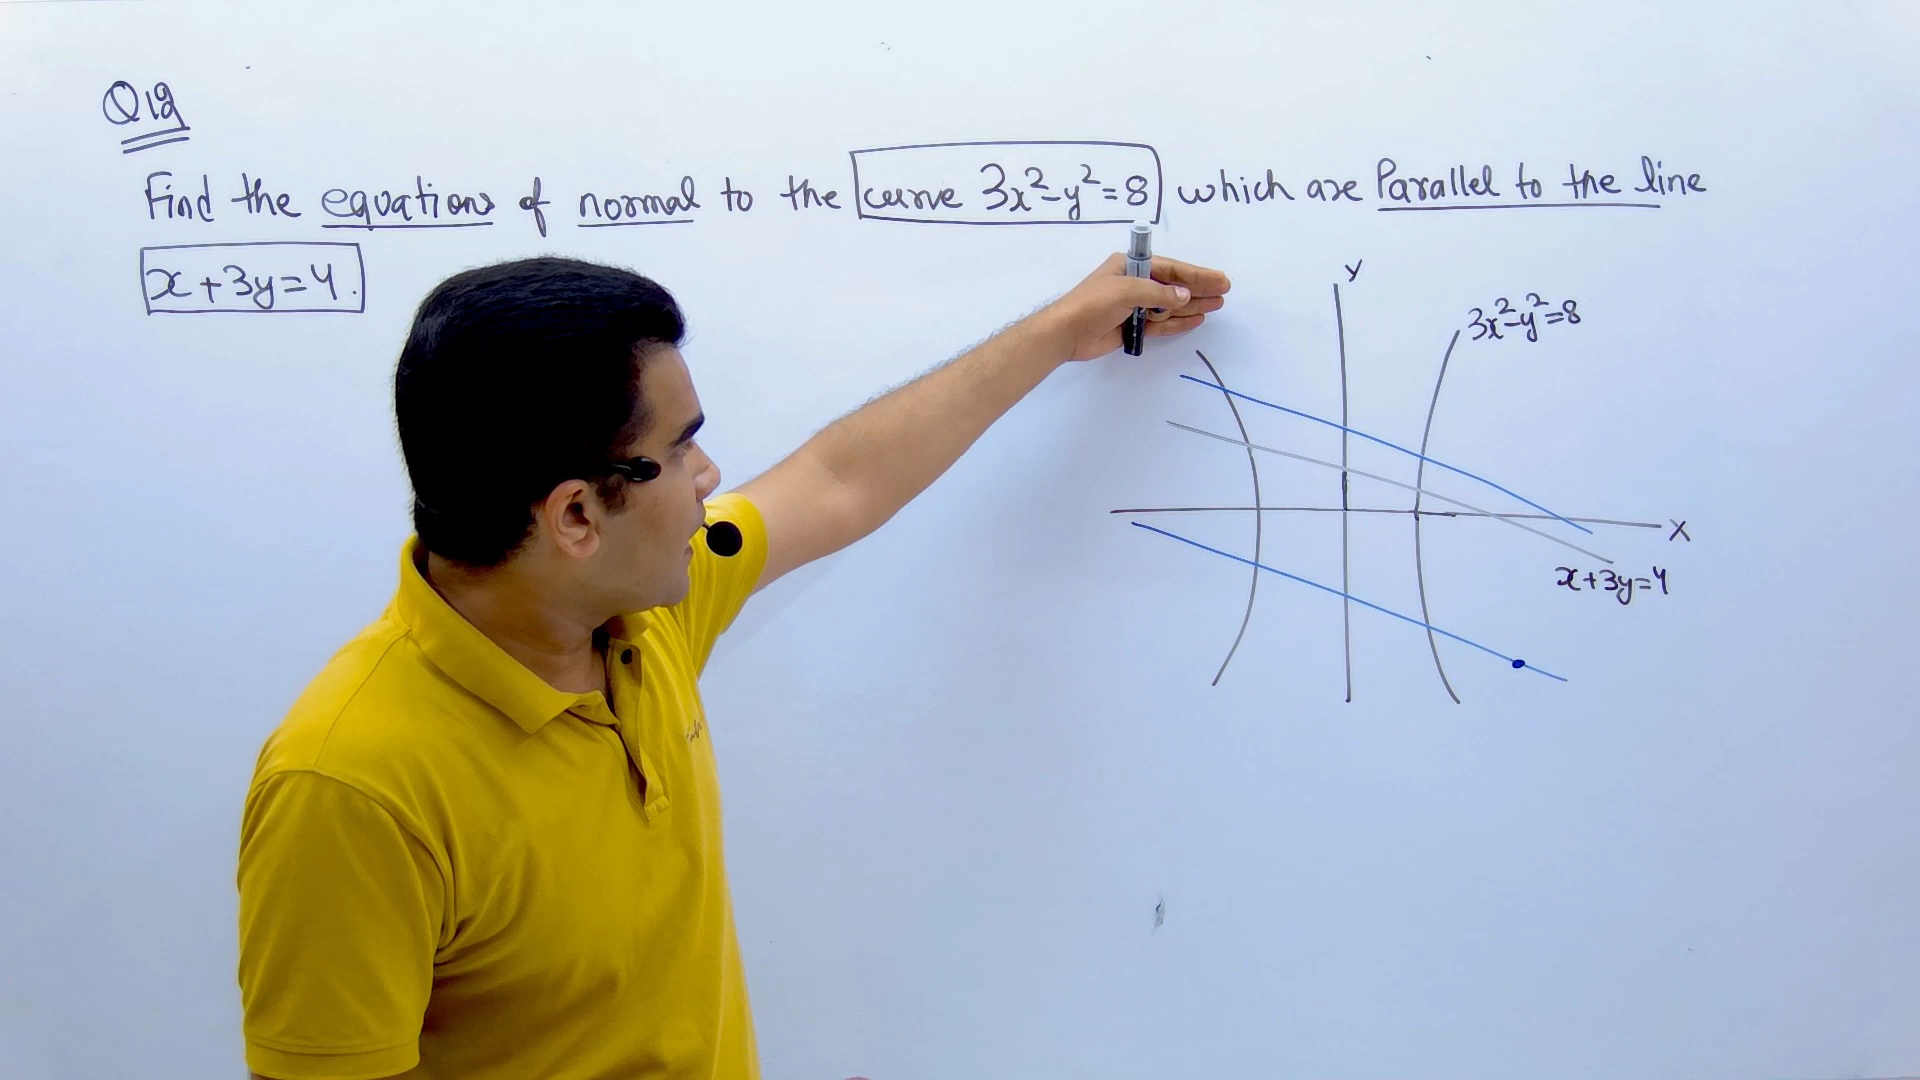 Q19
Find the equations of normal to the curve 3x²-y²=8 which are Parallel to the line
x+3y=4.
Y
3x²-y²=8
X
x+3y=4